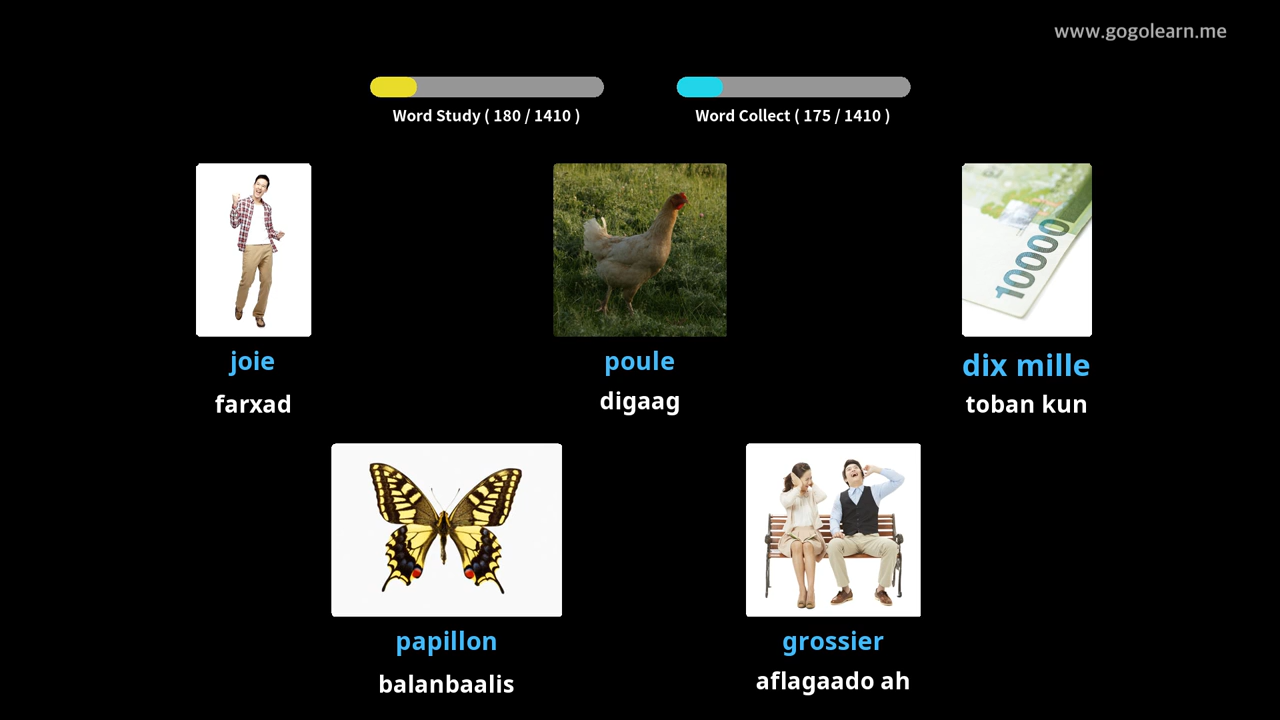 www.gogolearn.me
Word Study ( 180 / 1410 )
Word Collect ( 175 / 1410 )
10000
joie
poule
dix mille
farxad
digaag
toban kun
papillon
grossier
balanbaalis
aflagaado ah